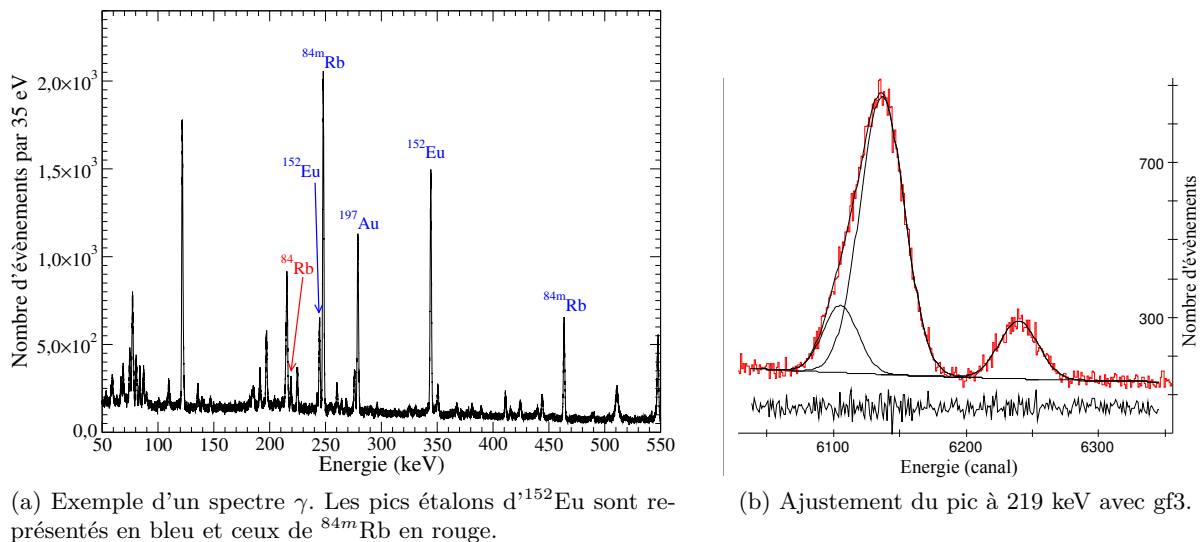 Nombre d'évènements par 35 eV
2,0×10³
1,5×10³
1,0×10³
5,0×10²
0,0
⁸⁴ᵐRb
¹⁵²Eu
¹⁵²Eu
¹⁹⁷Au
⁸⁴Rb
⁸⁴ᵐRb
50 100 150 200 250 300 350 400 450 500 550
Energie (keV)
700
300
Nombre d'évènements
6100 6200 6300
Energie (canal)
(a) Exemple d'un spectre γ. Les pics étalons d'¹⁵²Eu sont re-
présentés en bleu et ceux de ⁸⁴ᵐRb en rouge.
(b) Ajustement du pic à 219 keV avec gf3.